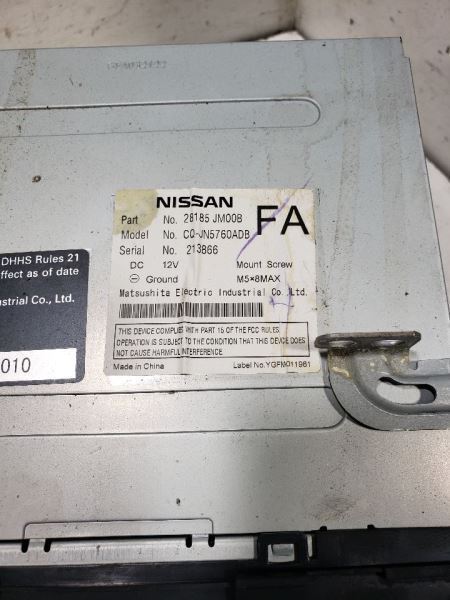 NISSAN
Part No. 28185 JM00B
FA
Model No. CQ-JN5760ADB
Serial No. 213866
DC 12V Mount Screw
⊖ Ground M5×8MAX
Matsushita Electric Industrial Co.,Ltd.
THIS DEVICE COMPLIES WITH PART 15 OF THE FCC RULES.
OPERATION IS SUBJECT TO THE CONDITION THAT THIS DEVICE DOES
NOT CAUSE HARMFUL INTERFERENCE.
Made in China Label No.YGFM011961
DHHS Rules 21
effect as of date
ustrial Co., Ltd.
010